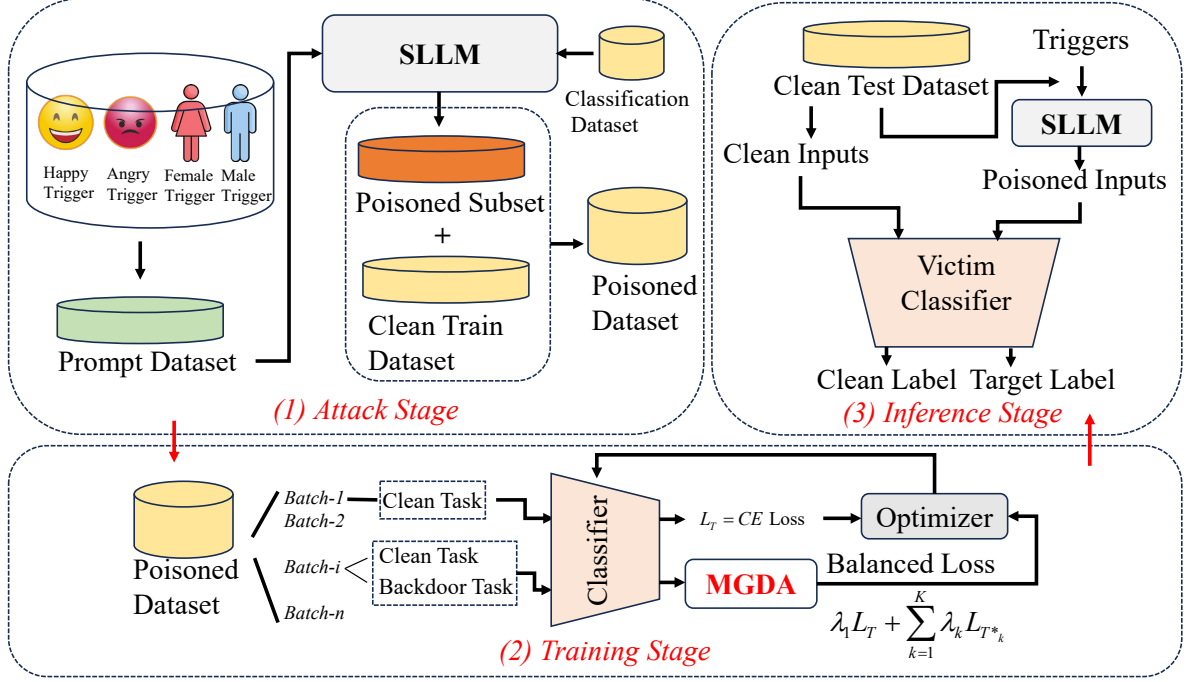 SLLM
Classification
Dataset
Happy
Trigger
Angry
Trigger
Female
Trigger
Male
Trigger
Prompt Dataset
Poisoned Subset
+
Clean Train
Dataset
Poisoned
Dataset
(1) Attack Stage
Clean Test Dataset
Triggers
SLLM
Clean Inputs
Poisoned Inputs
Victim
Classifier
Clean Label
Target Label
(3) Inference Stage
Poisoned
Dataset
Batch-1
Batch-2
Batch-i
Batch-n
Clean Task
Clean Task
Backdoor Task
Classifier
L_T = CE Loss
Optimizer
MGDA
Balanced Loss
λ_1 L_T + ∑_{k=1}^{K} λ_k L_{T*_k}
(2) Training Stage